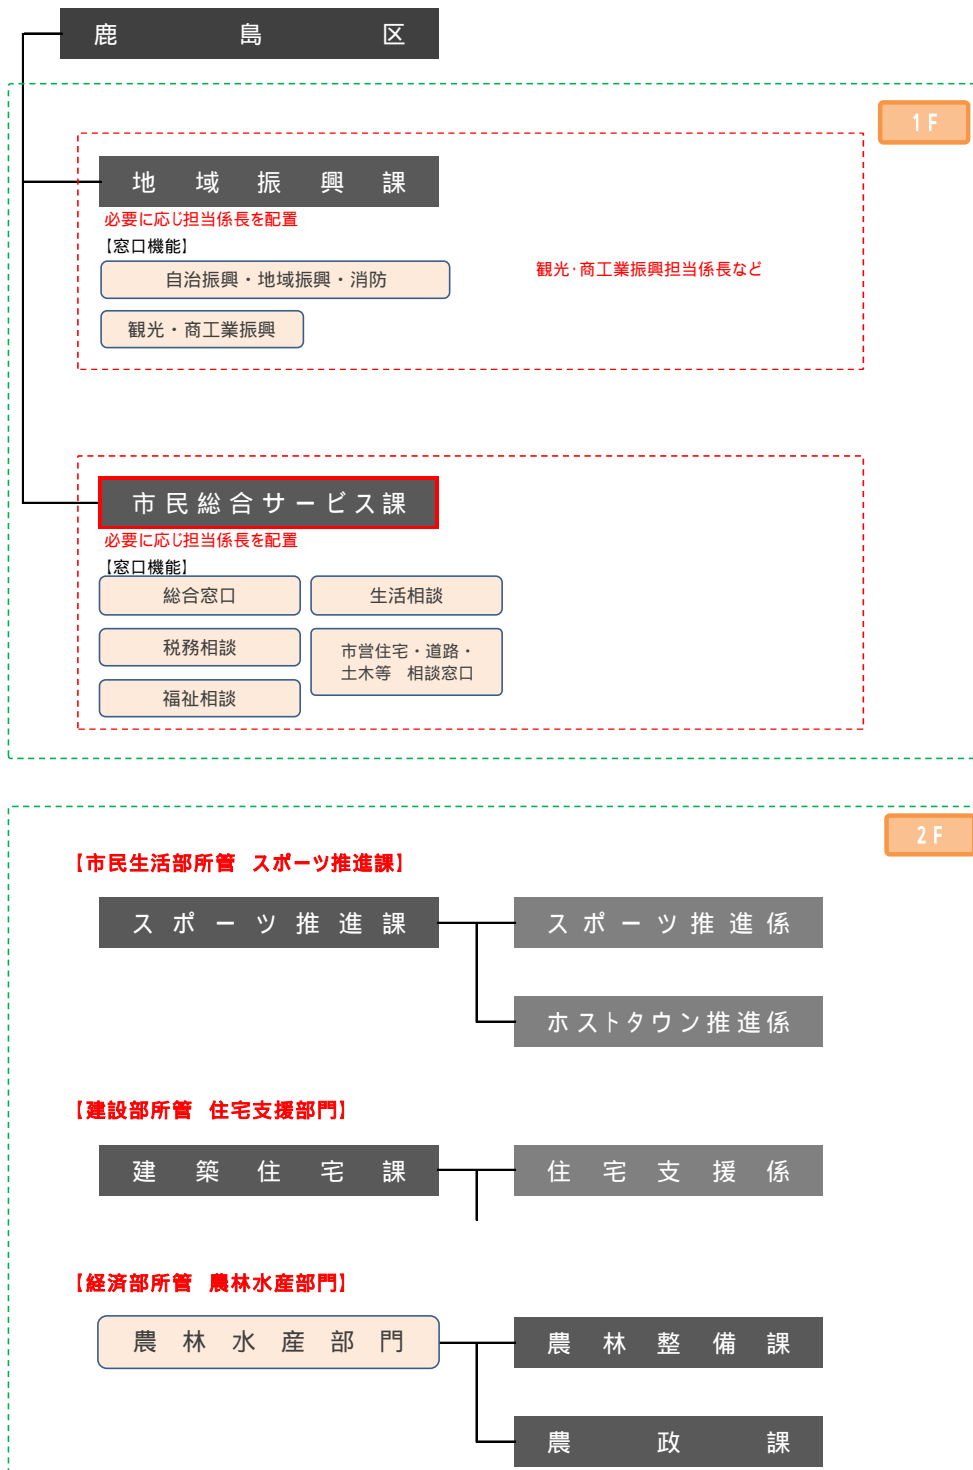 鹿島区
1F
地域振興課
必要に応じ担当係長を配置
【窓口機能】
自治振興・地域振興・消防
観光・商工業振興担当係長など
観光・商工業振興
市民総合サービス課
必要に応じ担当係長を配置
【窓口機能】
総合窓口
生活相談
税務相談
市営住宅・道路・
土木等　相談窓口
福祉相談
2F
【市民生活部所管　スポーツ推進課】
スポーツ推進課
スポーツ推進係
ホストタウン推進係
【建設部所管　住宅支援部門】
建築住宅課
住宅支援係
【経済部所管　農林水産部門】
農林水産部門
農林整備課
農政課